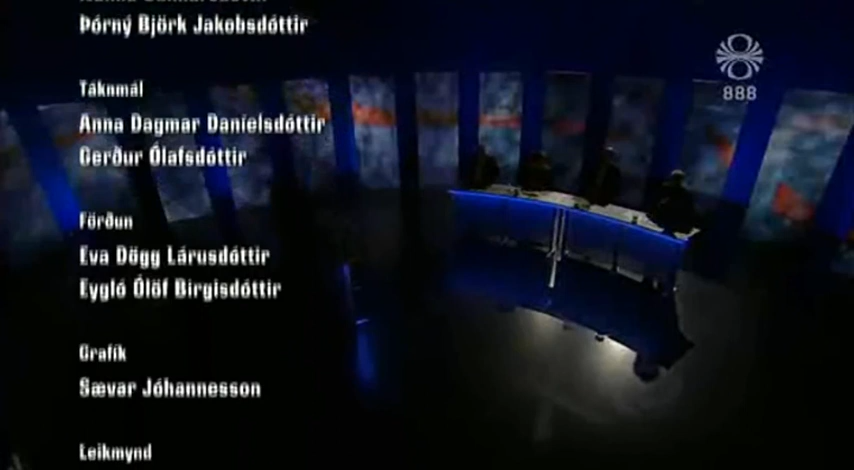 Þórný Björk Jakobsdóttir
Táknmál
Anna Dagmar Daníelsdóttir
Gerður Ólafsdóttir
Förðun
Eva Dögg Lárusdóttir
Eygló Ólöf Birgisdóttir
Grafík
Sævar Jóhannesson
Leikmynd
888